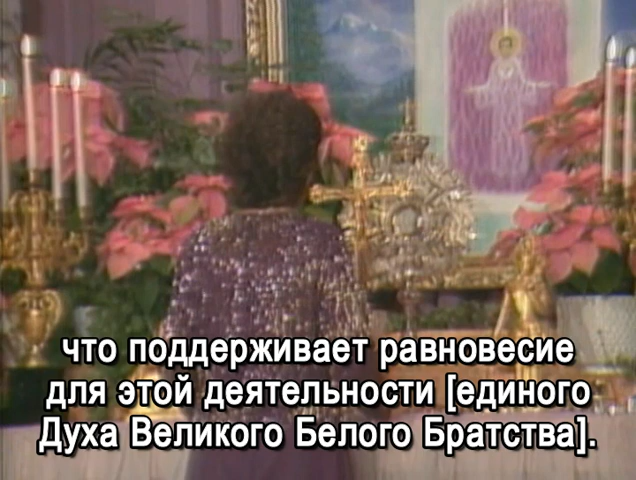 что поддерживает равновесие
для этой деятельности [единого
Духа Великого Белого Братства].